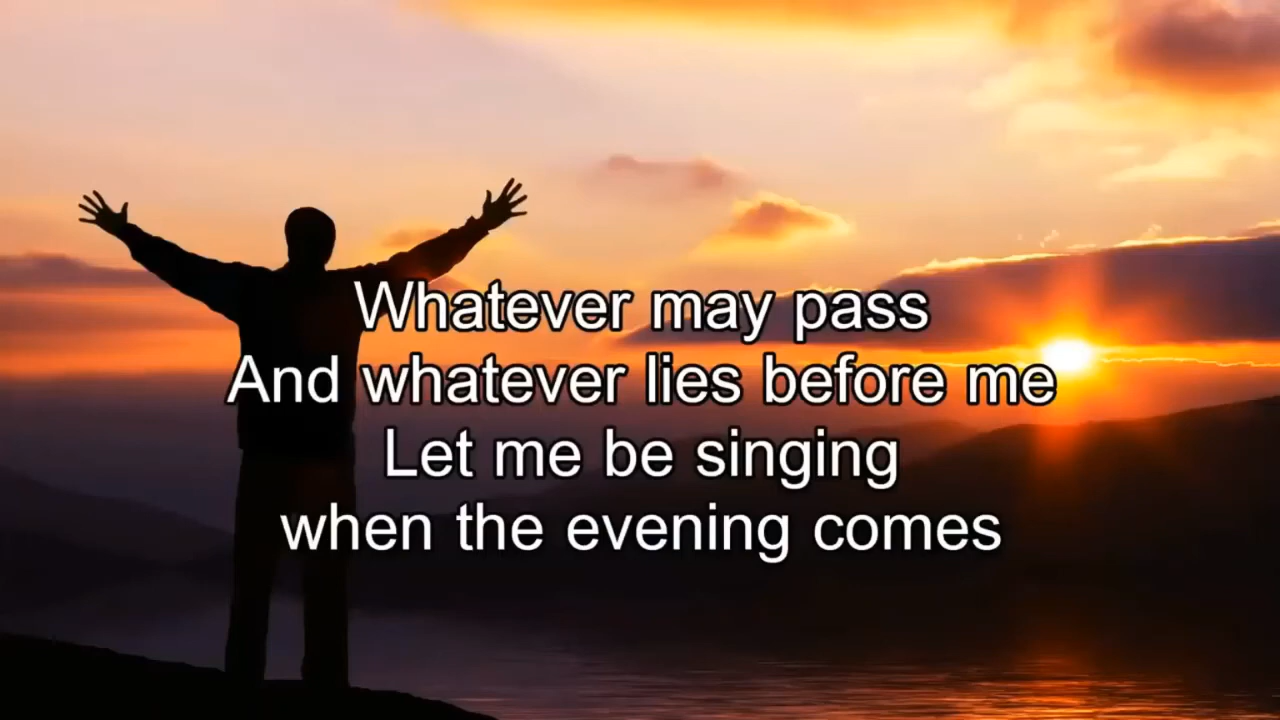 Whatever may pass
And whatever lies before me
Let me be singing
when the evening comes